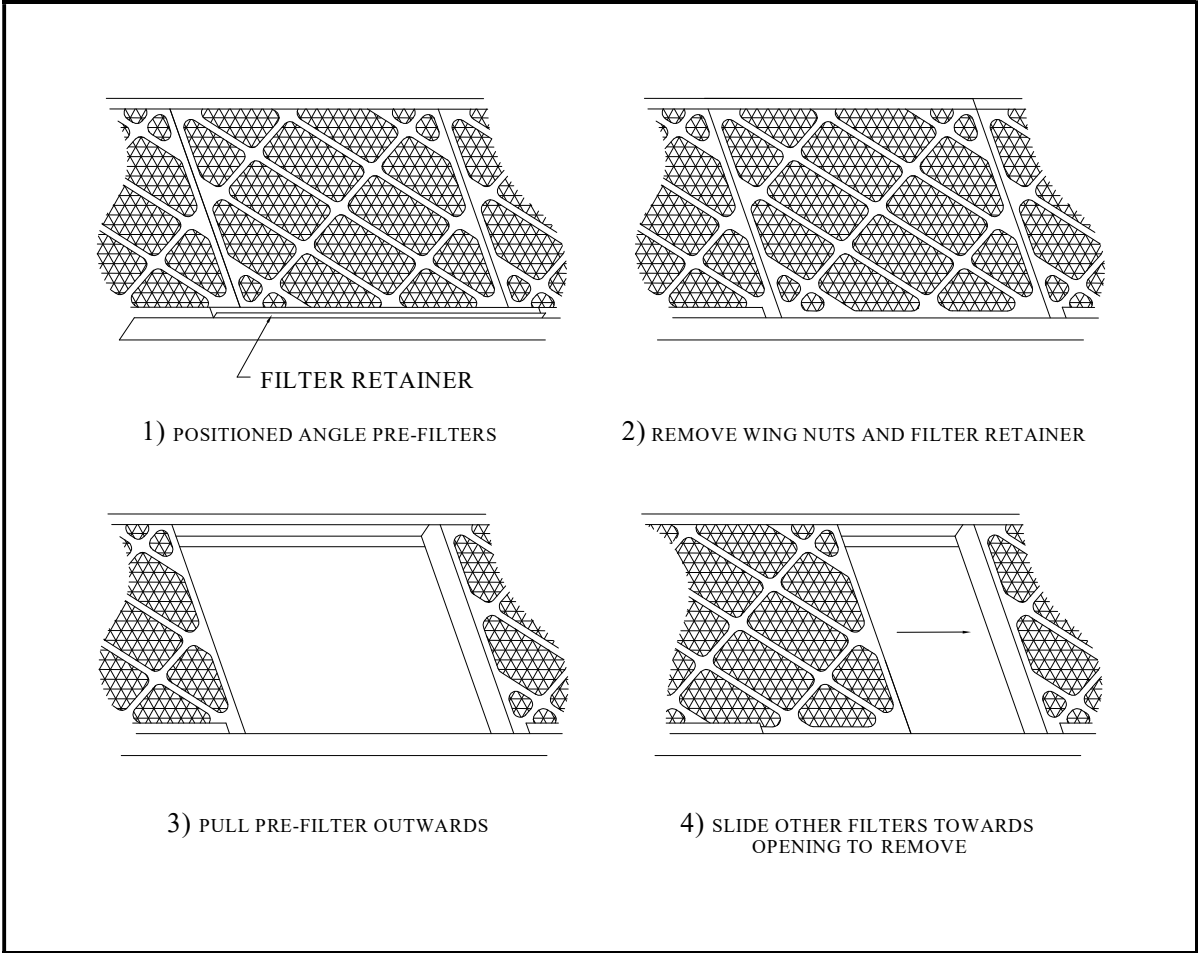 FILTER RETAINER
1) POSITIONED ANGLE PRE-FILTERS
2) REMOVE WING NUTS AND FILTER RETAINER
3) PULL PRE-FILTER OUTWARDS
4) SLIDE OTHER FILTERS TOWARDS
OPENING TO REMOVE